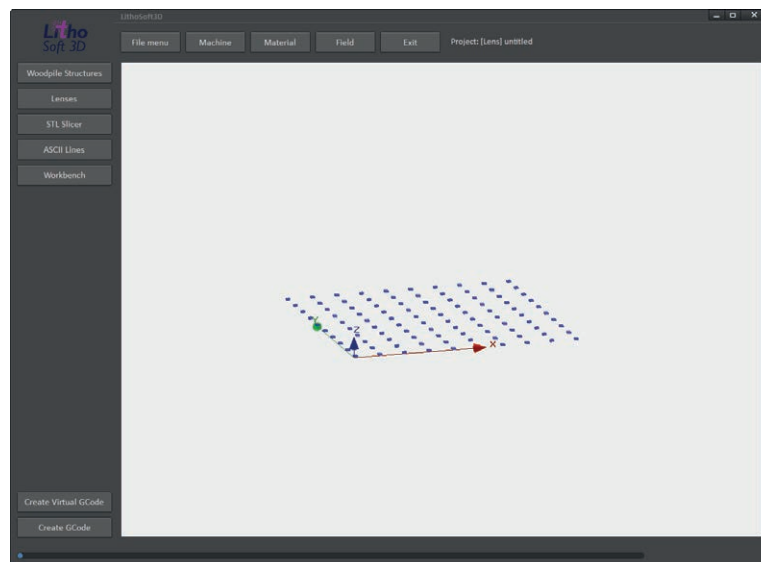 LithoSoft3D
Litho
Soft 3D
File menu
Machine
Material
Field
Exit
Project: [Lens] untitled
Woodpile Structures
Lenses
STL Slicer
ASCII Lines
Workbench
Y
Z
X
Create Virtual GCode
Create GCode